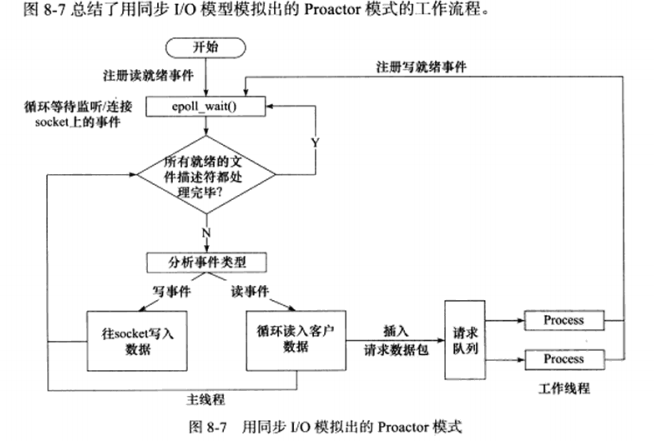 图 8-7 总结了用同步 I/O 模型模拟出的 Proactor 模式的工作流程。
开始
注册读就绪事件
注册写就绪事件
循环等待监听/连接
socket上的事件
epoll_wait()
Y
所有就绪的文
件描述符都处
理完毕?
N
分析事件类型
写事件
读事件
往socket写入
数据
循环读入客户
数据
插入
请求数据包
请求
队列
Process
Process
工作线程
主线程
图 8-7 用同步 I/O 模拟出的 Proactor 模式